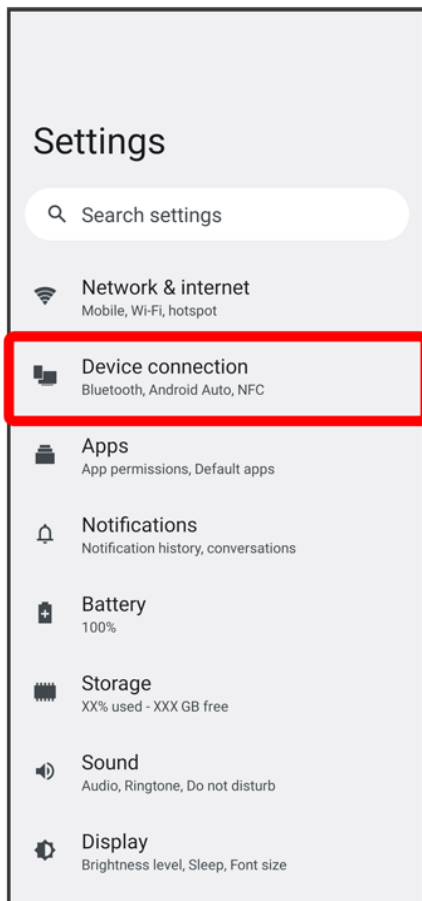 Settings
Search settings
Network & internet
Mobile, Wi-Fi, hotspot
Device connection
Bluetooth, Android Auto, NFC
Apps
App permissions, Default apps
Notifications
Notification history, conversations
Battery
100%
Storage
XX% used - XXX GB free
Sound
Audio, Ringtone, Do not disturb
Display
Brightness level, Sleep, Font size